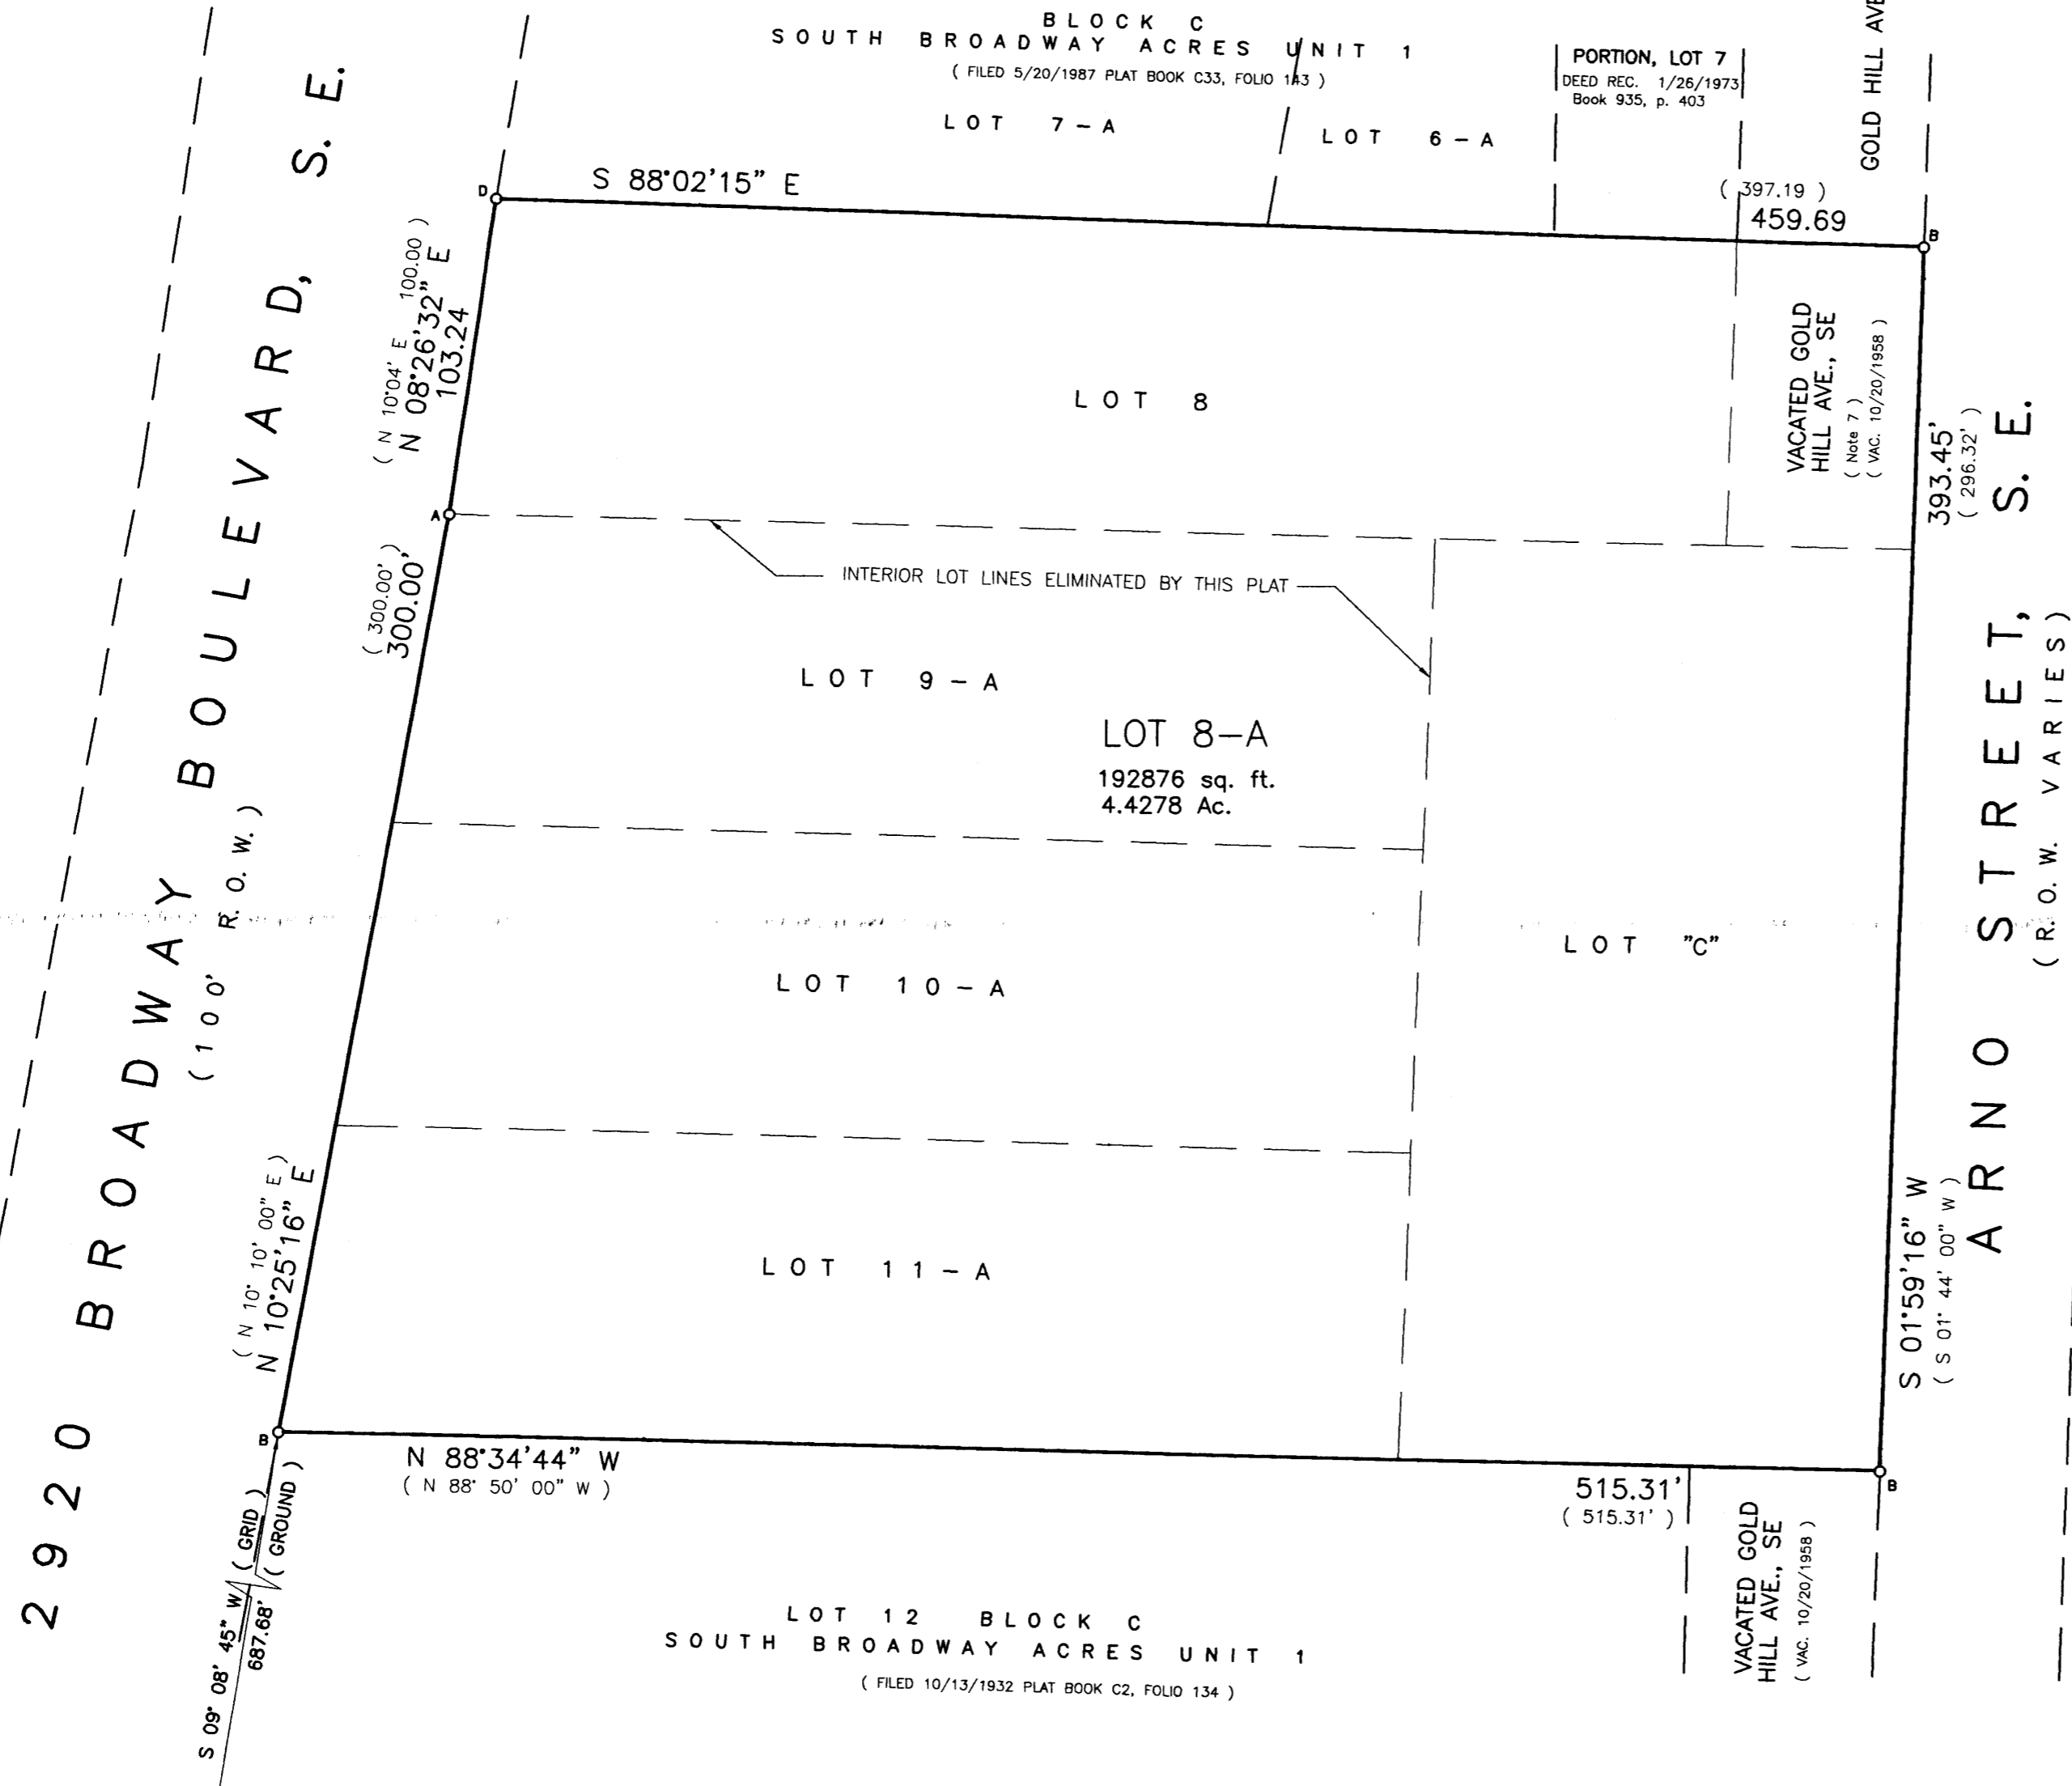 BLOCK C
SOUTH BROADWAY ACRES UNIT 1
( FILED 5/20/1987 PLAT BOOK C33, FOLIO 143 )
LOT 7-A
LOT 6-A
PORTION, LOT 7
DEED REC. 1/26/1973
Book 935, p. 403
GOLD HILL AVE
D
S 88°02'15" E
( 397.19 )
459.69
B
( N 10°04' E 100.00 )
N 08°26'32" E
103.24
LOT 8
VACATED GOLD
HILL AVE., SE
( Note 7 )
( VAC. 10/20/1958 )
393.45'
( 296.32' )
A
( 300.00' )
300.00'
INTERIOR LOT LINES ELIMINATED BY THIS PLAT
LOT 9-A
LOT 8-A
192876 sq. ft.
4.4278 Ac.
LOT "C"
LOT 10-A
LOT 11-A
2920 BROADWAY BOULEVARD, S. E.
( 100' R. O. W. )
ARNO STREET, S. E.
( R. O. W. VARIES )
( N 10° 10' 00" E )
N 10°25'16" E
S 01°59'16" W
( S 01° 44' 00" W )
B
N 88°34'44" W
( N 88° 50' 00" W )
515.31'
( 515.31' )
B
S 09° 08' 45" W ( GRID )
687.68' ( GROUND )
VACATED GOLD
HILL AVE., SE
( VAC. 10/20/1958 )
LOT 12 BLOCK C
SOUTH BROADWAY ACRES UNIT 1
( FILED 10/13/1932 PLAT BOOK C2, FOLIO 134 )